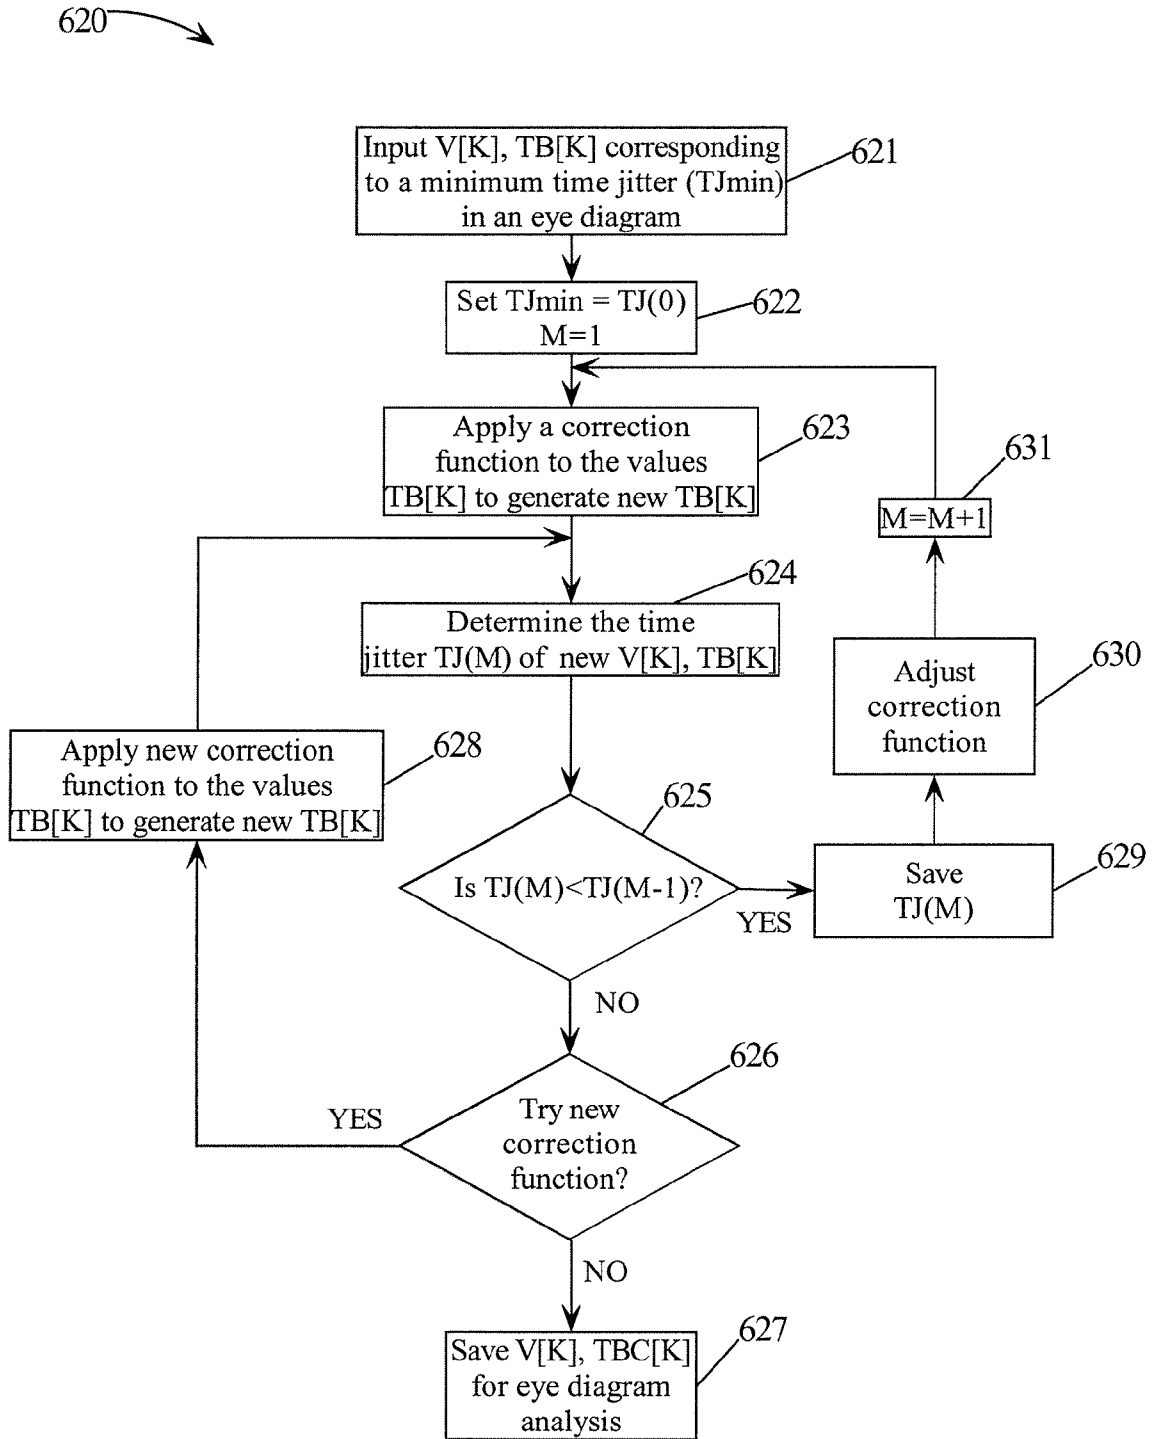 620
Input V[K], TB[K] corresponding
to a minimum time jitter (TJmin)
in an eye diagram
621
Set TJmin = TJ(0)
M=1
622
Apply a correction
function to the values
TB[K] to generate new TB[K]
623
631
M=M+1
624
Determine the time
jitter TJ(M) of new V[K], TB[K]
Adjust
correction
function
630
Apply new correction
function to the values
TB[K] to generate new TB[K]
628
625
Is TJ(M)<TJ(M-1)?
YES
Save
TJ(M)
629
NO
626
Try new
correction
function?
YES
NO
Save V[K], TBC[K]
for eye diagram
analysis
627